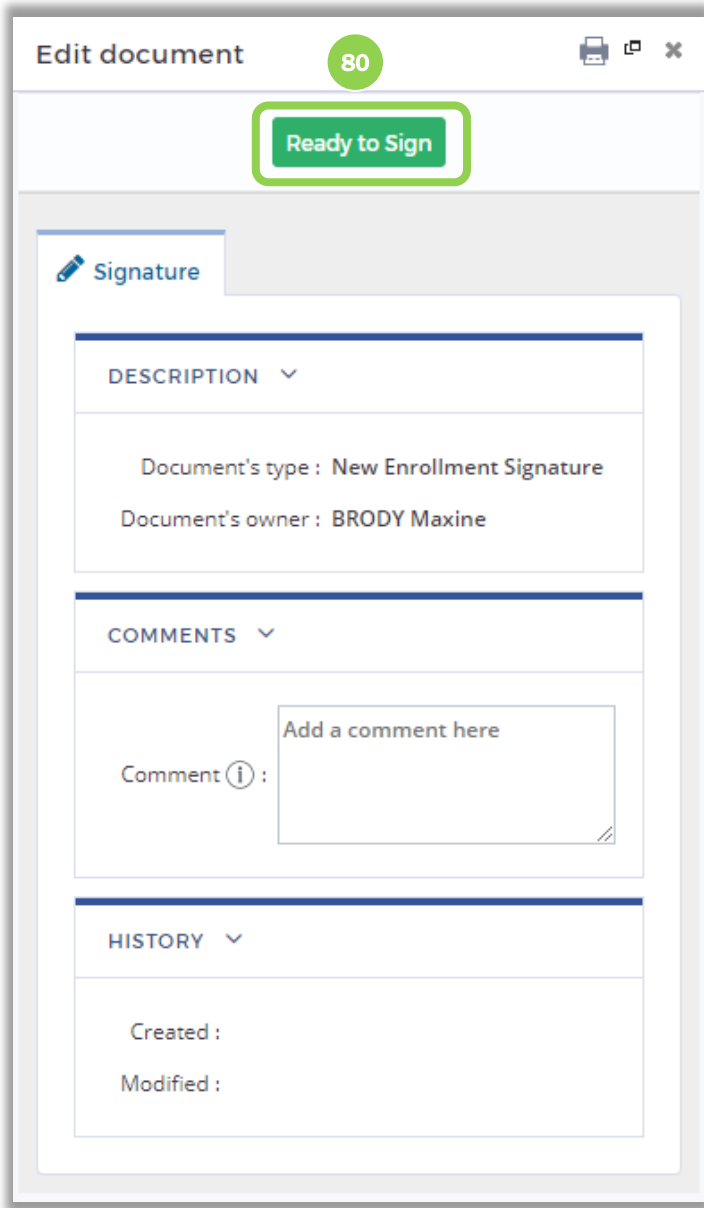 Edit document
80
Ready to Sign
Signature
DESCRIPTION
Document's type : New Enrollment Signature
Document's owner : BRODY Maxine
COMMENTS
Add a comment here
Comment i :
HISTORY
Created :
Modified :